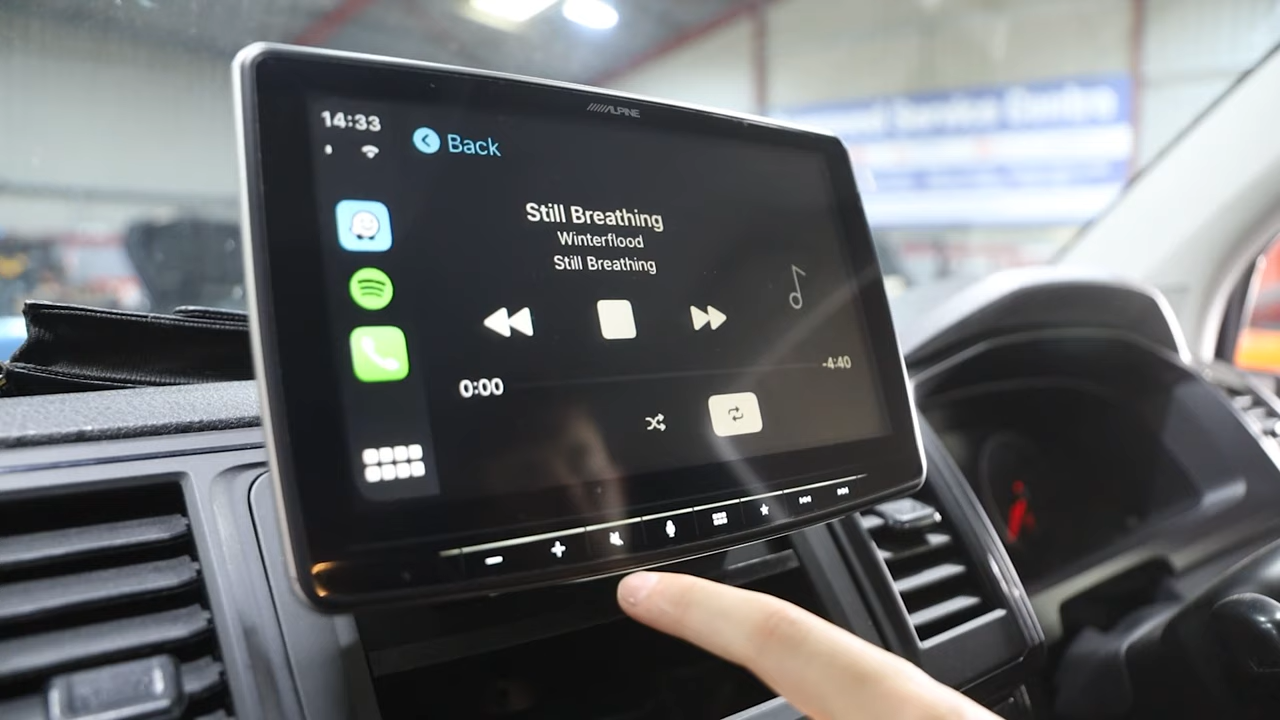 ALPINE
14:33
Back
Still Breathing
Winterflood
Still Breathing
0:00
-4:40